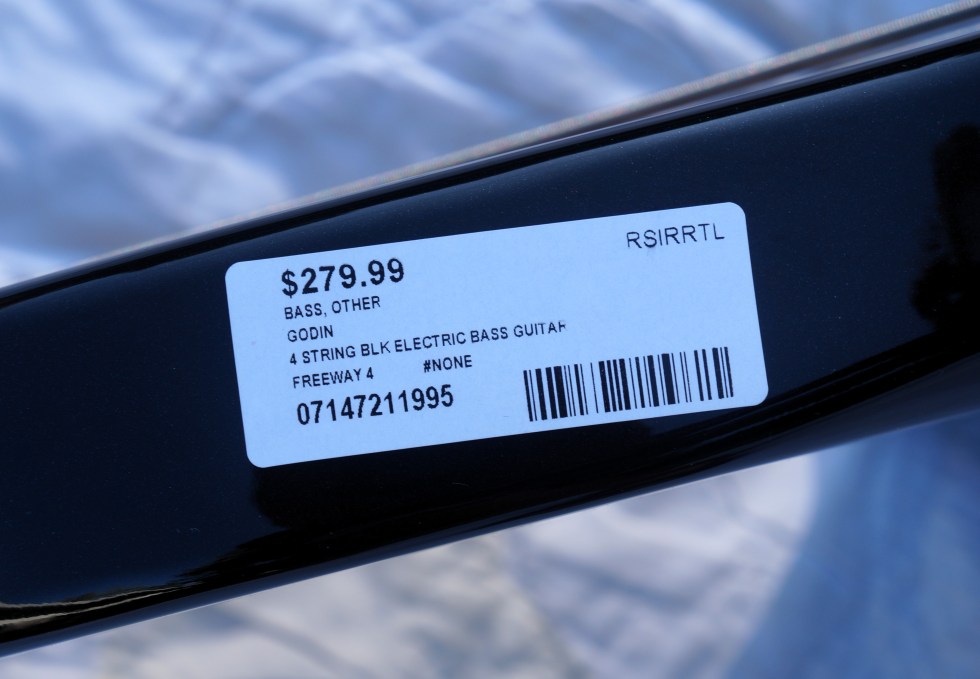 RSIRRTL
$279.99
BASS, OTHER
GODIN
4 STRING BLK ELECTRIC BASS GUITAR
FREEWAY 4 #NONE
07147211995